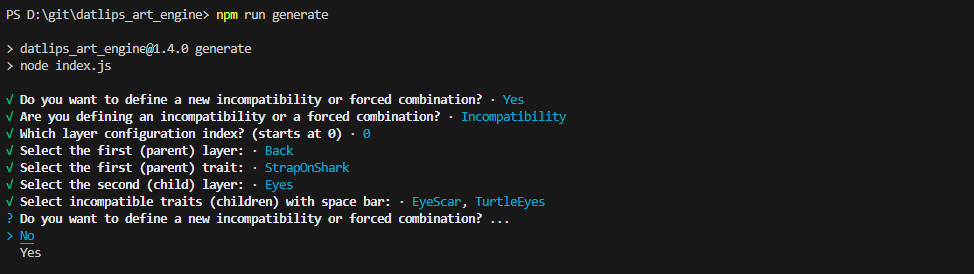 PS D:\git\datlips_art_engine> npm run generate
> datlips_art_engine@1.4.0 generate
> node index.js
√ Do you want to define a new incompatibility or forced combination? · Yes
√ Are you defining an incompatibility or a forced combination? · Incompatibility
√ Which layer configuration index? (starts at 0) · 0
√ Select the first (parent) layer: · Back
√ Select the first (parent) trait: · StrapOnShark
√ Select the second (child) layer: · Eyes
√ Select incompatible traits (children) with space bar: · EyeScar, TurtleEyes
? Do you want to define a new incompatibility or forced combination? ...
> No
Yes